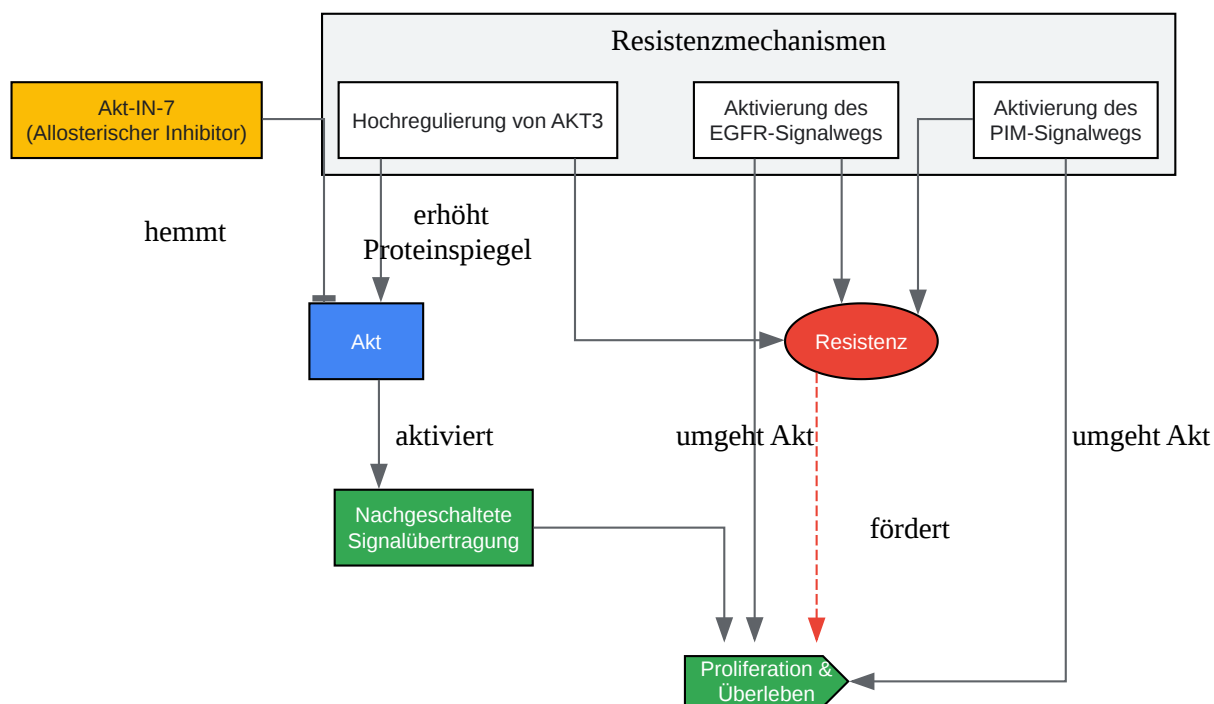 Resistenzmechanismen
Akt-IN-7
(Allosterischer Inhibitor)
Hochregulierung von AKT3
Aktivierung des
EGFR-Signalwegs
Aktivierung des
PIM-Signalwegs
hemmt
erhöht
Proteinspiegel
Akt
Resistenz
aktiviert
umgeht Akt
umgeht Akt
Nachgeschaltete
Signalübertragung
fördert
Proliferation &
Überleben